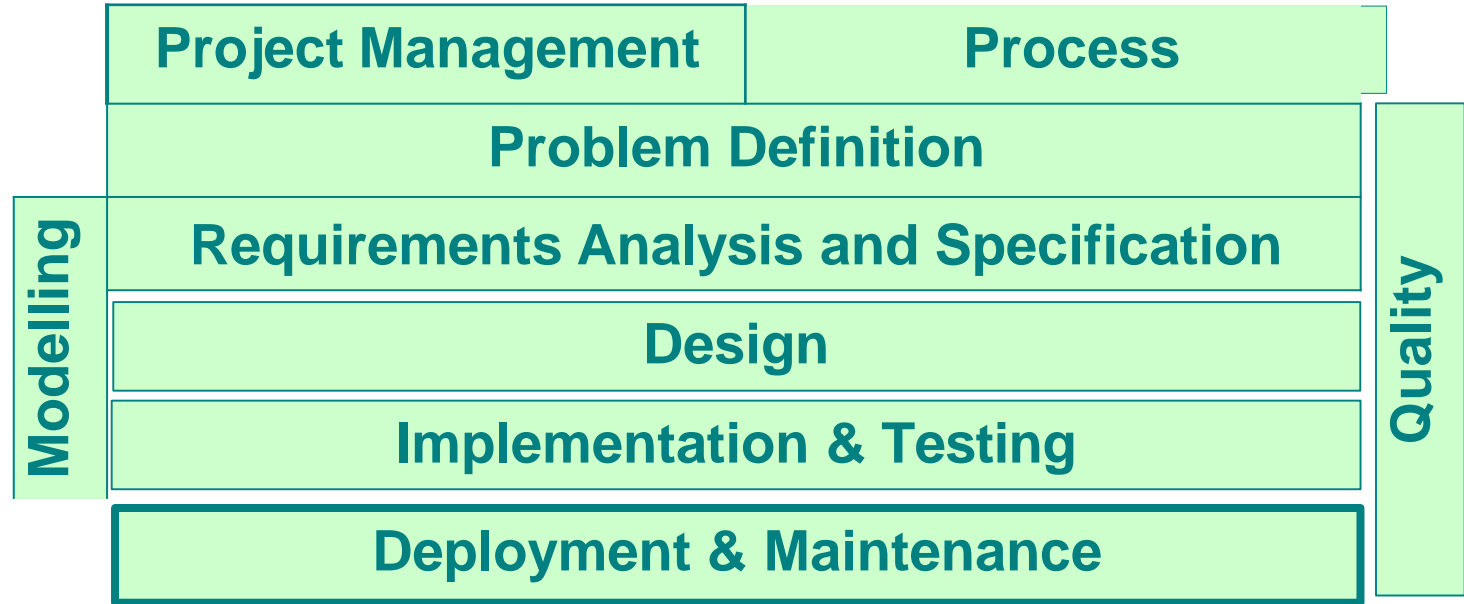 Project Management
Process
Problem Definition
Requirements Analysis and Specification
Design
Implementation & Testing
Deployment & Maintenance
Modelling
Quality